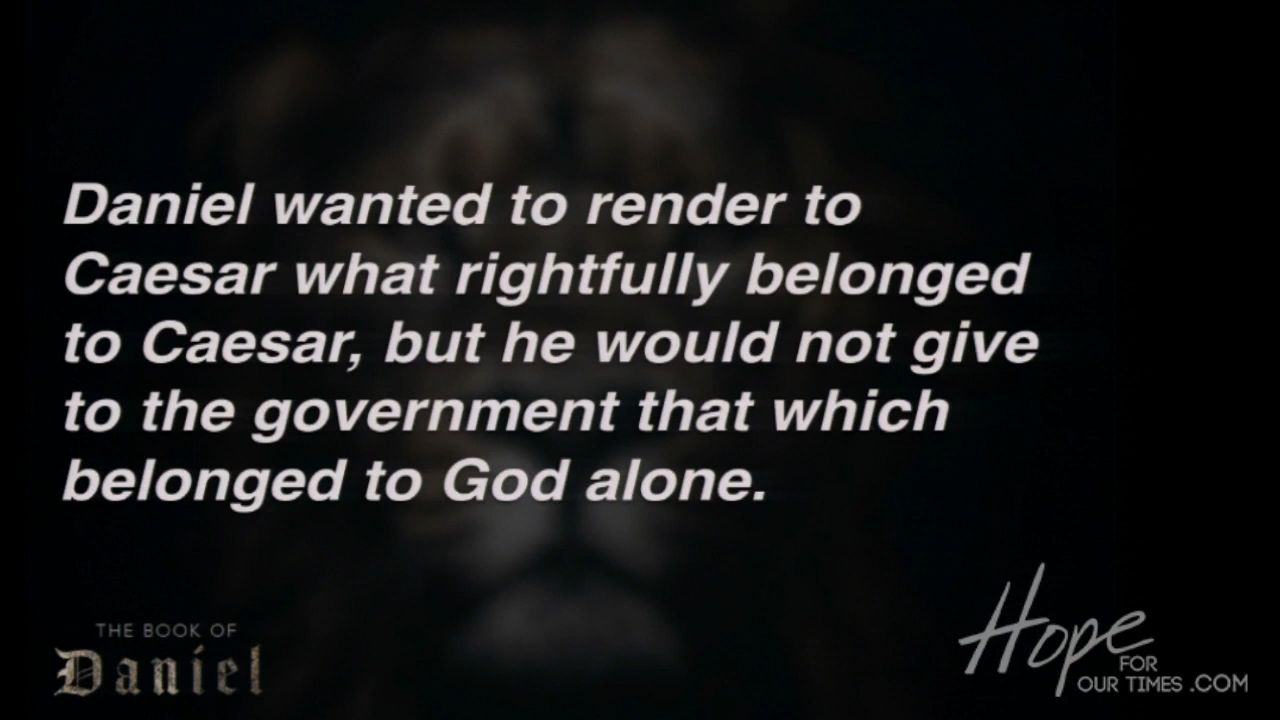 Daniel wanted to render to
Caesar what rightfully belonged
to Caesar, but he would not give
to the government that which
belonged to God alone.
THE BOOK OF
Daniel
Hope
FOR
OUR TIMES .COM